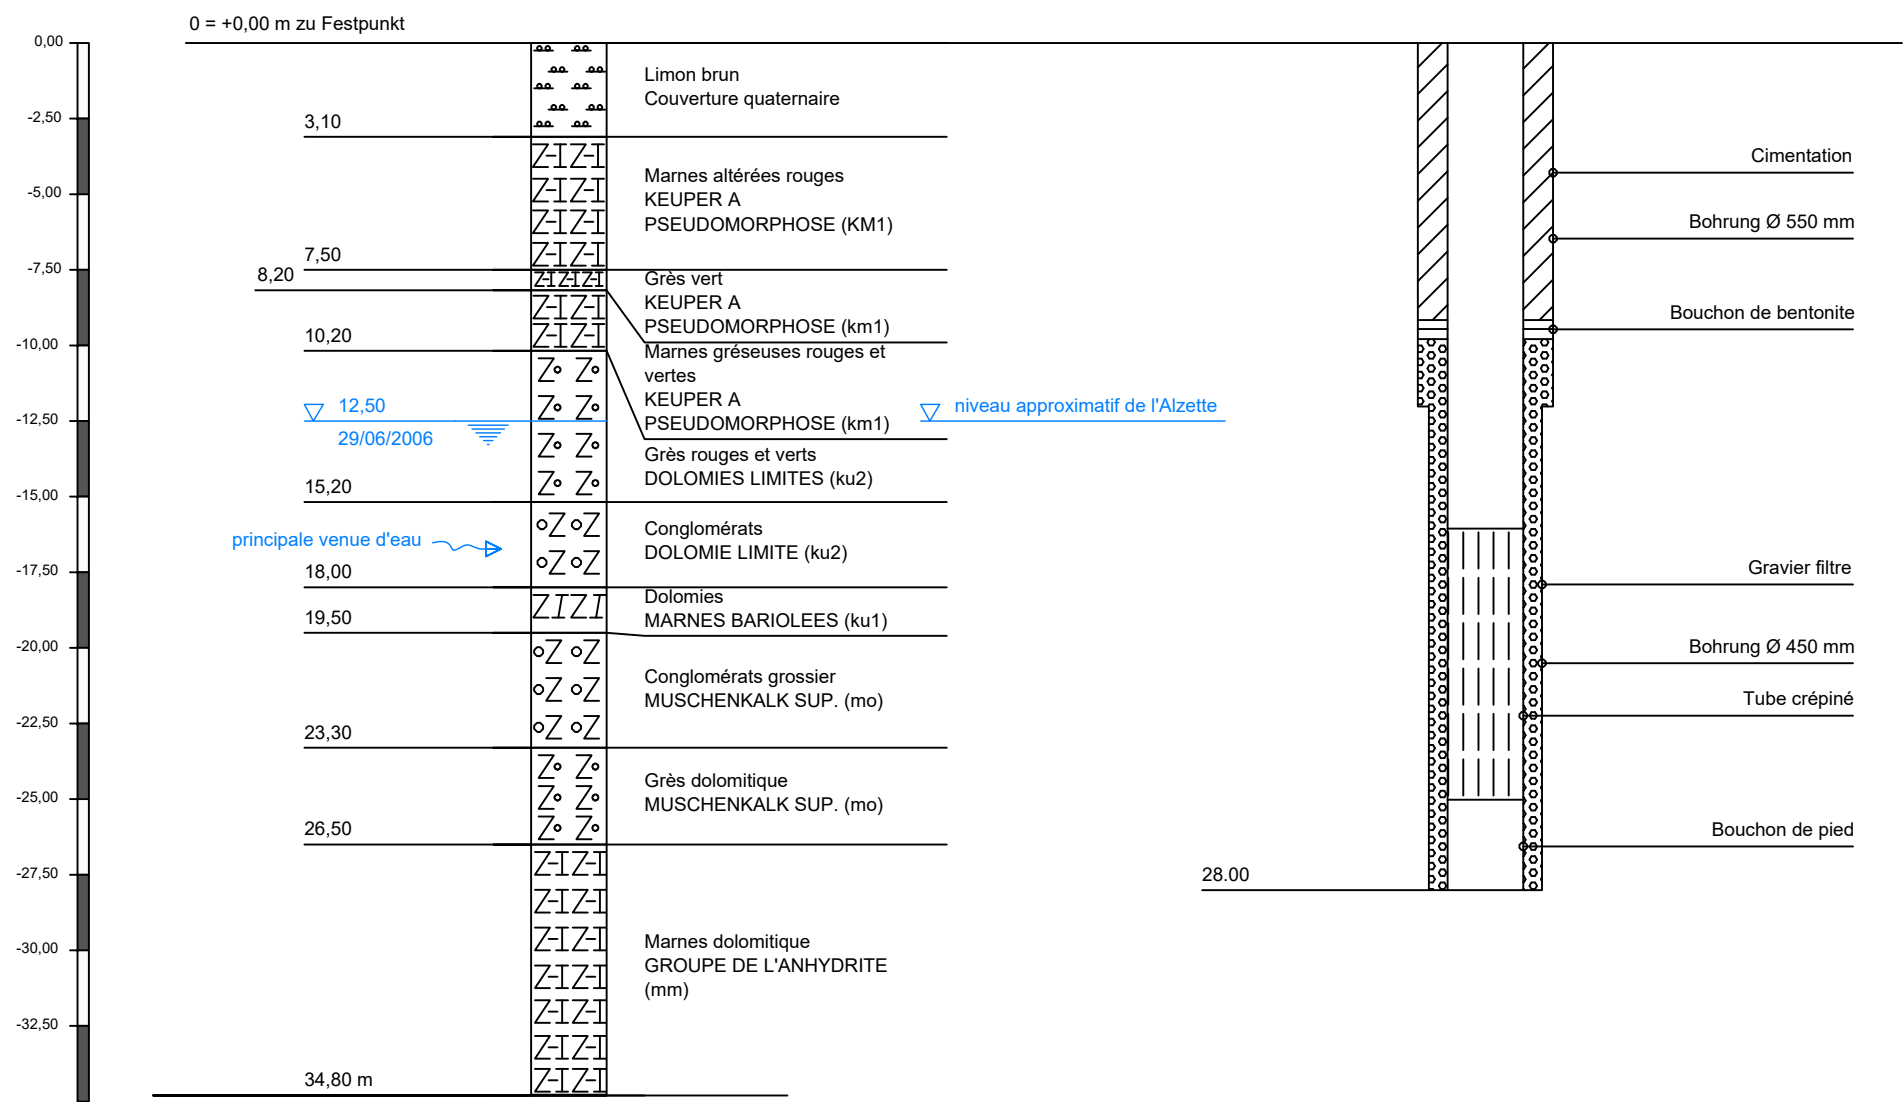 0 = +0,00 m zu Festpunkt
0,00
-2,50
-5,00
-7,50
-10,00
-12,50
-15,00
-17,50
-20,00
-22,50
-25,00
-27,50
-30,00
-32,50
3,10
7,50
8,20
10,20
12,50
29/06/2006
15,20
principale venue d'eau
18,00
19,50
23,30
26,50
34,80 m
Limon brun
Couverture quaternaire
Marnes altérées rouges
KEUPER A
PSEUDOMORPHOSE (KM1)
Grès vert
KEUPER A
PSEUDOMORPHOSE (km1)
Marnes gréseuses rouges et
vertes
KEUPER A
PSEUDOMORPHOSE (km1)
Grès rouges et verts
DOLOMIES LIMITES (ku2)
Conglomérats
DOLOMIE LIMITE (ku2)
Dolomies
MARNES BARIOLEES (ku1)
Conglomérats grossier
MUSCHENKALK SUP. (mo)
Grès dolomitique
MUSCHENKALK SUP. (mo)
Marnes dolomitique
GROUPE DE L'ANHYDRITE
(mm)
niveau approximatif de l'Alzette
Cimentation
Bohrung Ø 550 mm
Bouchon de bentonite
Gravier filtre
Bohrung Ø 450 mm
Tube crépiné
Bouchon de pied
28.00